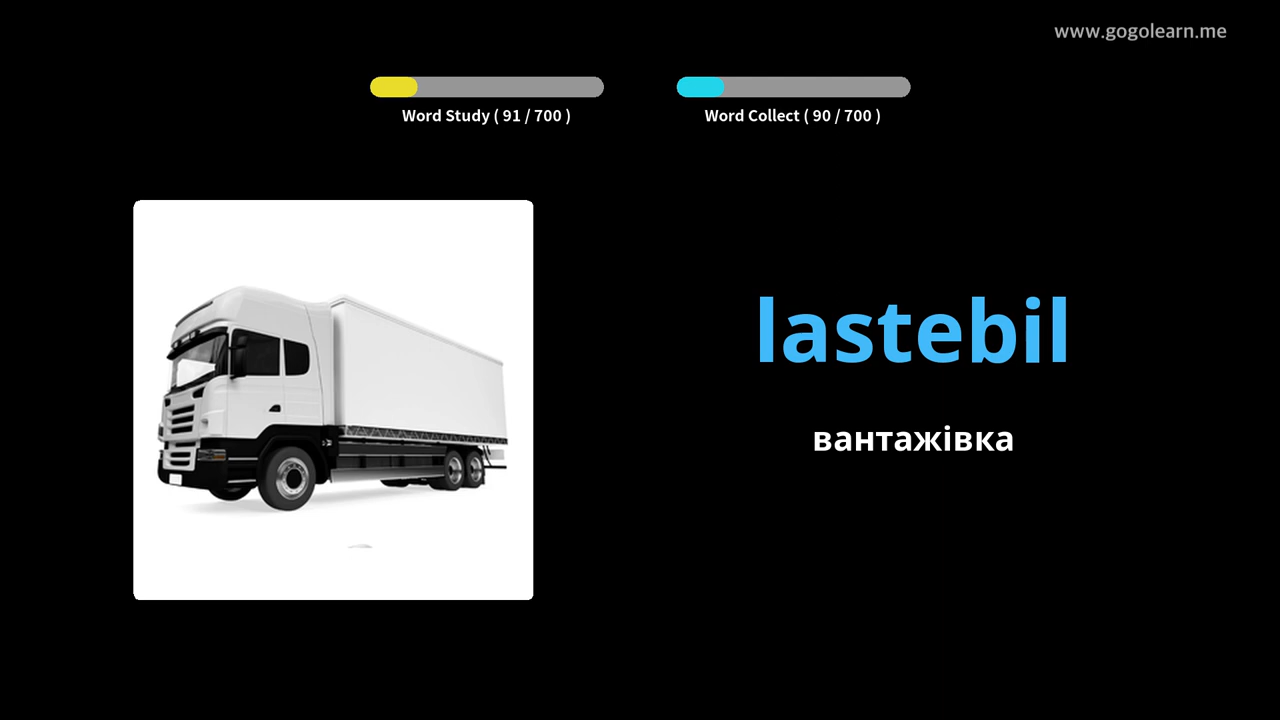 www.gogolearn.me
Word Study ( 91 / 700 )
Word Collect ( 90 / 700 )
lastebil
вантажівка